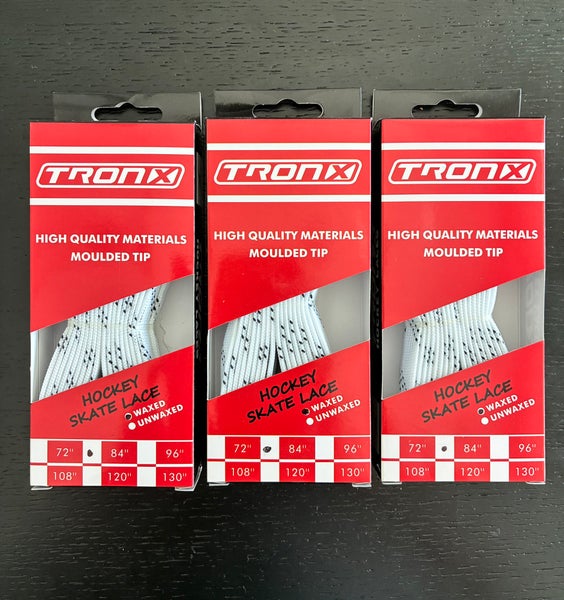 TRONX
HIGH QUALITY MATERIALS
MOULDED TIP
HOCKEY
SKATE LACE
WAXED
UNWAXED
72" 84" 96"
108" 120" 130"
TRONX
HIGH QUALITY MATERIALS
MOULDED TIP
HOCKEY
SKATE LACE
WAXED
UNWAXED
72" 84" 96"
108" 120" 130"
TRONX
HIGH QUALITY MATERIALS
MOULDED TIP
HOCKEY
SKATE LACE
WAXED
UNWAXED
72" 84" 96"
108" 120" 130"